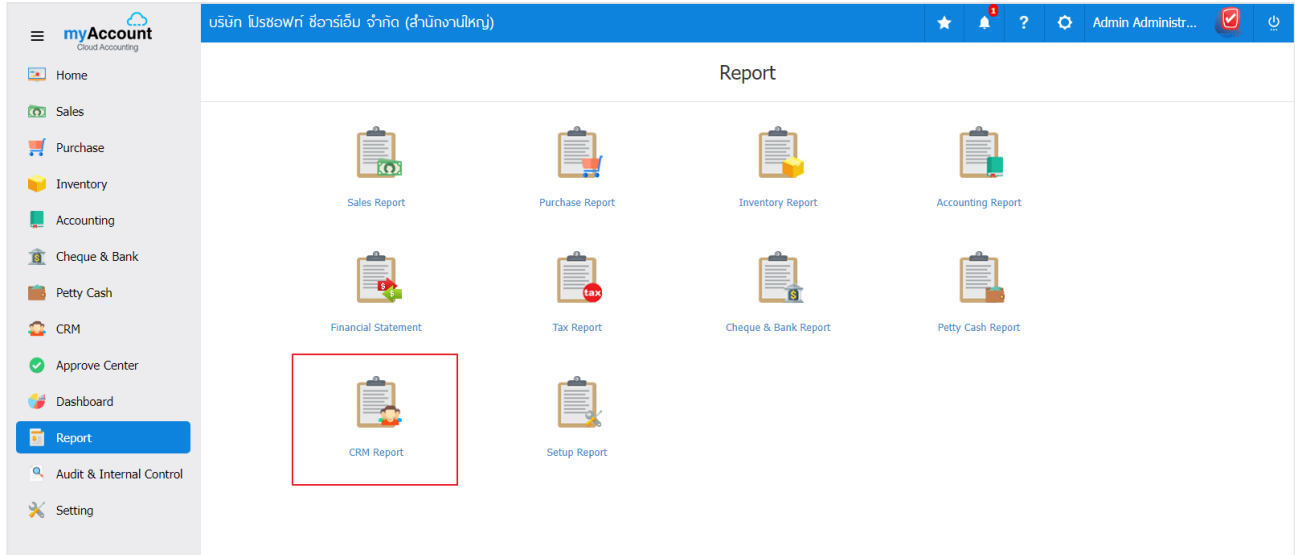 myAccount
Cloud Accounting
บริษัท โปรซอฟท์ ซีอาร์เอ็ม จำกัด (สำนักงานใหญ่)
1
?
Admin Administr...
Home
Sales
Purchase
Inventory
Accounting
Cheque & Bank
Petty Cash
CRM
Approve Center
Dashboard
Report
Audit & Internal Control
Setting
Report
Sales Report
Purchase Report
Inventory Report
Accounting Report
$
$
tax
$
Financial Statement
Tax Report
Cheque & Bank Report
Petty Cash Report
CRM Report
Setup Report